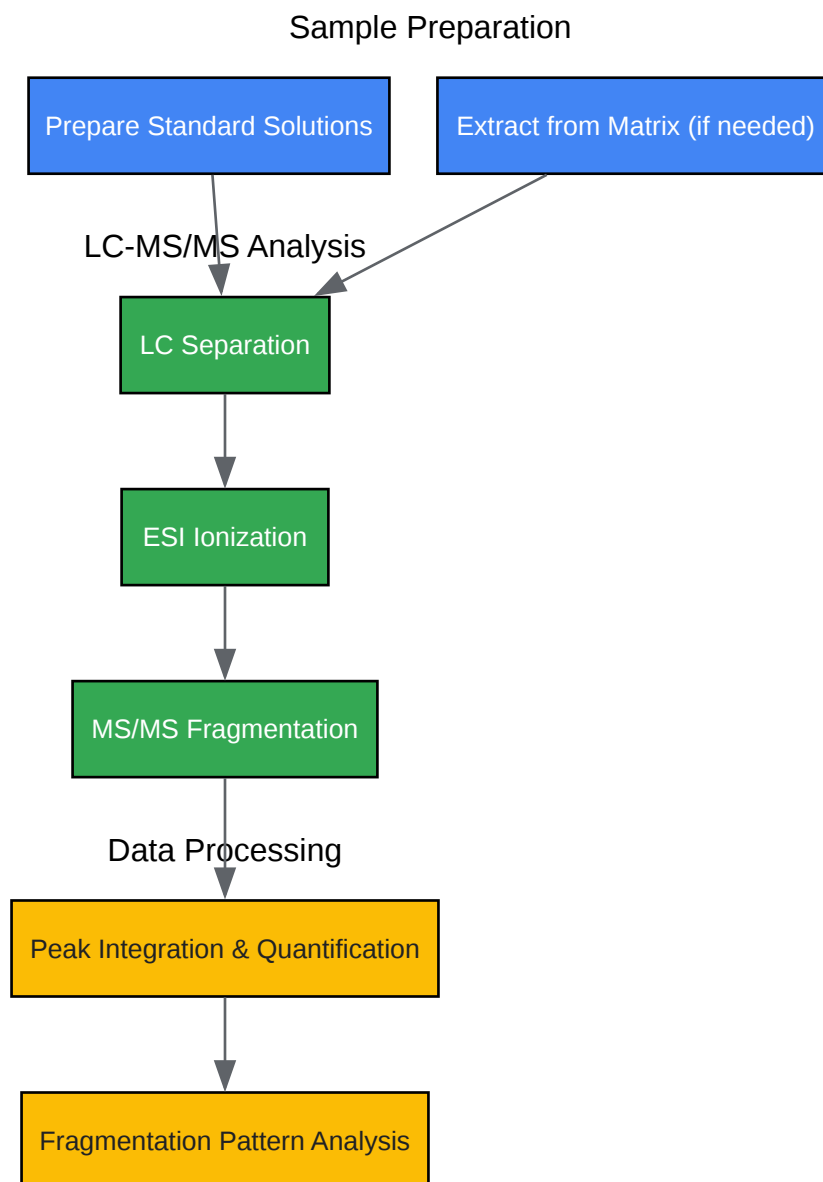 Sample Preparation
Prepare Standard Solutions
Extract from Matrix (if needed)
LC-MS/MS Analysis
LC Separation
ESI Ionization
MS/MS Fragmentation
Data Processing
Peak Integration & Quantification
Fragmentation Pattern Analysis